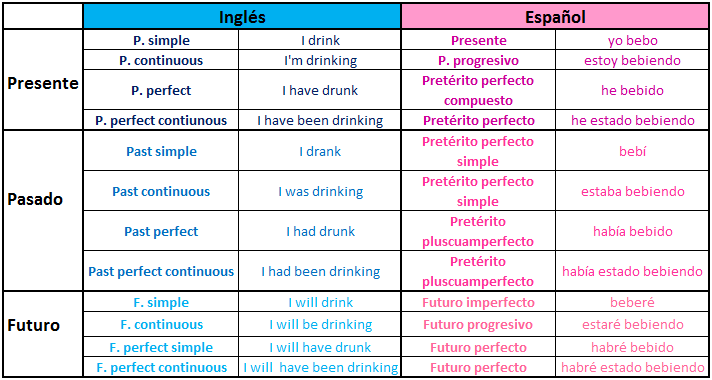 Inglés Español
Presente
P. simple I drink Presente yo bebo
P. continuous I'm drinking P. progresivo estoy bebiendo
P. perfect I have drunk Pretérito perfecto compuesto he bebido
P. perfect contiunous I have been drinking Pretérito perfecto he estado bebiendo
Pasado
Past simple I drank Pretérito perfecto simple bebí
Past continuous I was drinking Pretérito perfecto simple estaba bebiendo
Past perfect I had drunk Pretérito pluscuamperfecto había bebido
Past perfect continuous I had been drinking Pretérito pluscuamperfecto había estado bebiendo
Futuro
F. simple I will drink Futuro imperfecto beberé
F. continuous I will be drinking Futuro progresivo estaré bebiendo
F. perfect simple I will have drunk Futuro perfecto habré bebido
F. perfect continuous I will have been drinking Futuro perfecto habré estado bebiendo